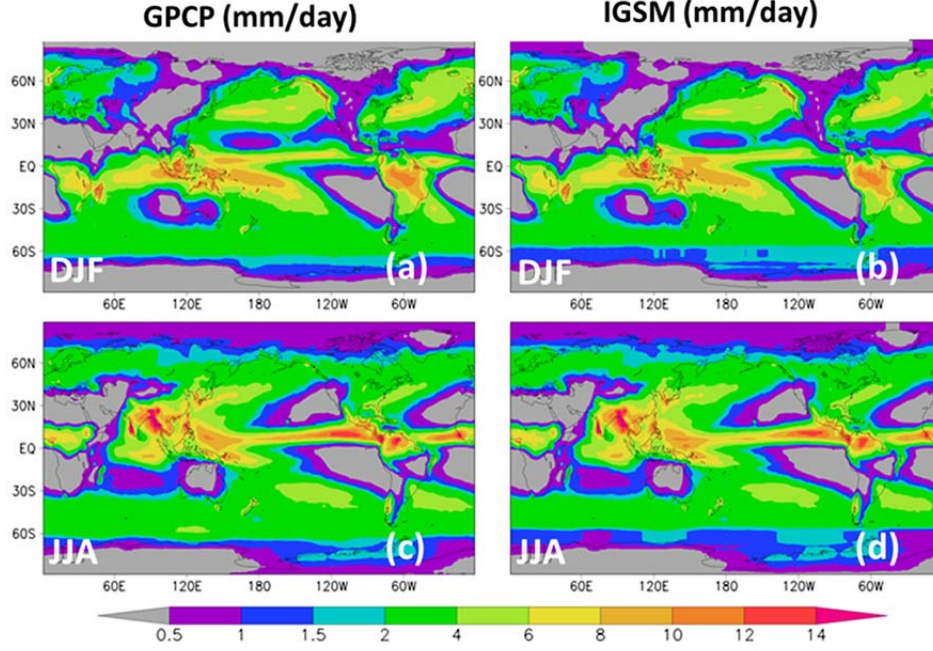 GPCP (mm/day) IGSM (mm/day)
60N 60N
30N 30N
EQ EQ
30S 30S
60S 60S
DJF (a) DJF (b)
60E 120E 180 120W 60W 60E 120E 180 120W 60W
60N 60N
30N 30N
EQ EQ
30S 30S
60S 60S
JJA (c) JJA (d)
60E 120E 180 120W 60W 60E 120E 180 120W 60W
0.5 1 1.5 2 4 6 8 10 12 14